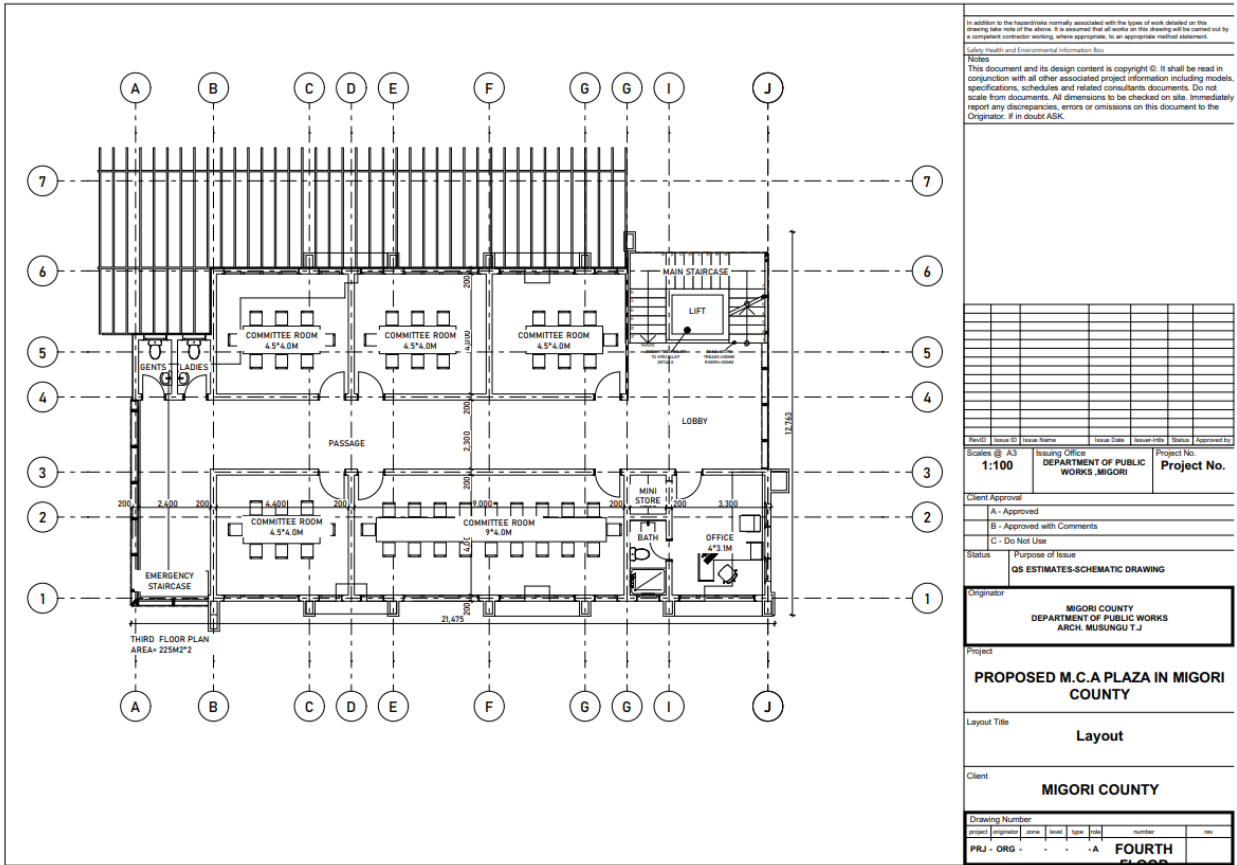 In addition to the hazard/risks normally associated with the types of work detailed on this
drawing take note of the above. It is assumed that all works on this drawing will be carried out by
a competent contractor working, where appropriate, to an appropriate method statement.
Safety Health and Environmental Information Box
Notes
This document and its design content is copyright ©. It shall be read in
conjunction with all other associated project information including models,
specifications, schedules and related consultants documents. Do not
scale from documents. All dimensions to be checked on site. Immediately
report any discrepancies, errors or omissions on this document to the
Originator. If in doubt ASK.
A B C D E F G G I J
7 7
6 6
MAIN STAIRCASE
LIFT
200
COMMITTEE ROOM
4.5*4.0M
COMMITTEE ROOM
4.5*4.0M
COMMITTEE ROOM
4.5*4.0M
4,000
5 5
GENTS LADIES
TO SPECIALIST
DETAILS
4 4
200
LOBBY
PASSAGE
2,300
12,763
3 3
200
MINI
STORE
200 2,400 200 4,400 200 9,000 200 200 3,300
2 2
COMMITTEE ROOM
4.5*4.0M
COMMITTEE ROOM
9*4.0M
BATH
OFFICE
4*3.1M
EMERGENCY
STAIRCASE
1 1
200
21,475
THIRD FLOOR PLAN
AREA= 225M2*2
A B C D E F G G I J
RevID Issue ID Issue Name Issue Date Issuer-Intls Status Approved by
Scales @ A3
1:100
Issuing Office
DEPARTMENT OF PUBLIC
WORKS ,MIGORI
Project No.
Project No.
Client Approval
A - Approved
B - Approved with Comments
C - Do Not Use
Status
Purpose of Issue
QS ESTIMATES-SCHEMATIC DRAWING
Originator
MIGORI COUNTY
DEPARTMENT OF PUBLIC WORKS
ARCH. MUSUNGU T.J
Project
PROPOSED M.C.A PLAZA IN MIGORI
COUNTY
Layout Title
Layout
Client
MIGORI COUNTY
Drawing Number
project originator zone level type role number rev
PRJ - ORG - - - - A FOURTH
FLOOR